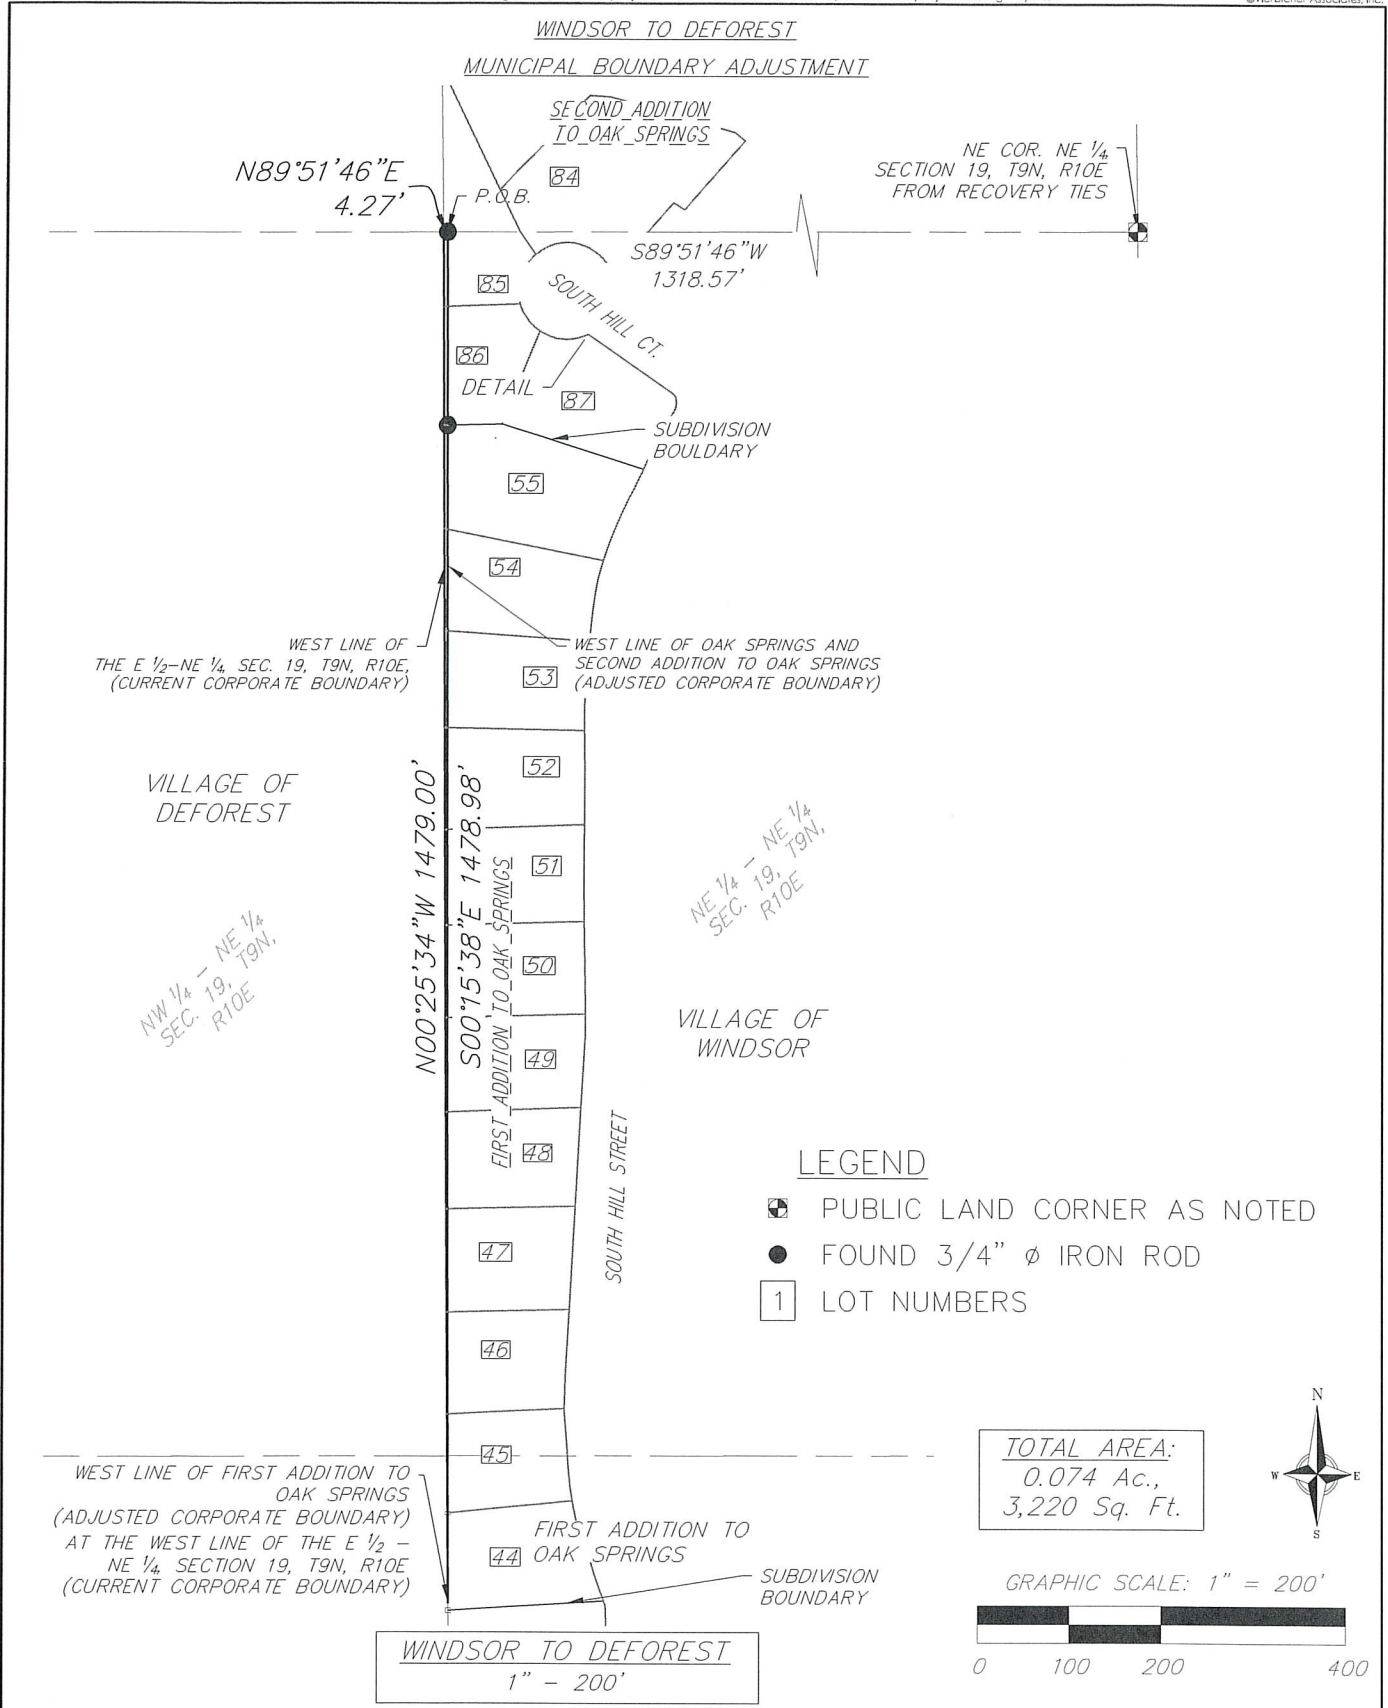 WINDSOR TO DEFOREST
MUNICIPAL BOUNDARY ADJUSTMENT
SECOND ADDITION
TO OAK SPRINGS
N89°51'46"E
4.27'
P.O.B.
84
NE COR. NE 1/4
SECTION 19, T9N, R10E
FROM RECOVERY TIES
S89°51'46"W
1318.57'
85
SOUTH HILL CT.
86
DETAIL
87
SUBDIVISION
BOULDARY
55
54
WEST LINE OF
THE E 1/2-NE 1/4, SEC. 19, T9N, R10E,
(CURRENT CORPORATE BOUNDARY)
WEST LINE OF OAK SPRINGS AND
SECOND ADDITION TO OAK SPRINGS
(ADJUSTED CORPORATE BOUNDARY)
53
52
VILLAGE OF
DEFOREST
N00°25'34"W 1479.00'
S00°15'38"E 1478.98'
FIRST ADDITION TO OAK SPRINGS
51
NE 1/4 - NE 1/4
SEC. 19, T9N,
R10E
NW 1/4 - NE 1/4
SEC. 19, T9N,
R10E
50
VILLAGE OF
WINDSOR
49
48
SOUTH HILL STREET
LEGEND
PUBLIC LAND CORNER AS NOTED
FOUND 3/4" ø IRON ROD
1 LOT NUMBERS
47
46
45
WEST LINE OF FIRST ADDITION TO
OAK SPRINGS
(ADJUSTED CORPORATE BOUNDARY)
AT THE WEST LINE OF THE E 1/2 -
NE 1/4, SECTION 19, T9N, R10E
(CURRENT CORPORATE BOUNDARY)
FIRST ADDITION TO
OAK SPRINGS
44
SUBDIVISION
BOUNDARY
TOTAL AREA:
0.074 Ac.,
3,220 Sq. Ft.
N
W E
S
GRAPHIC SCALE: 1" = 200'
0 100 200 400
WINDSOR TO DEFOREST
1" - 200'